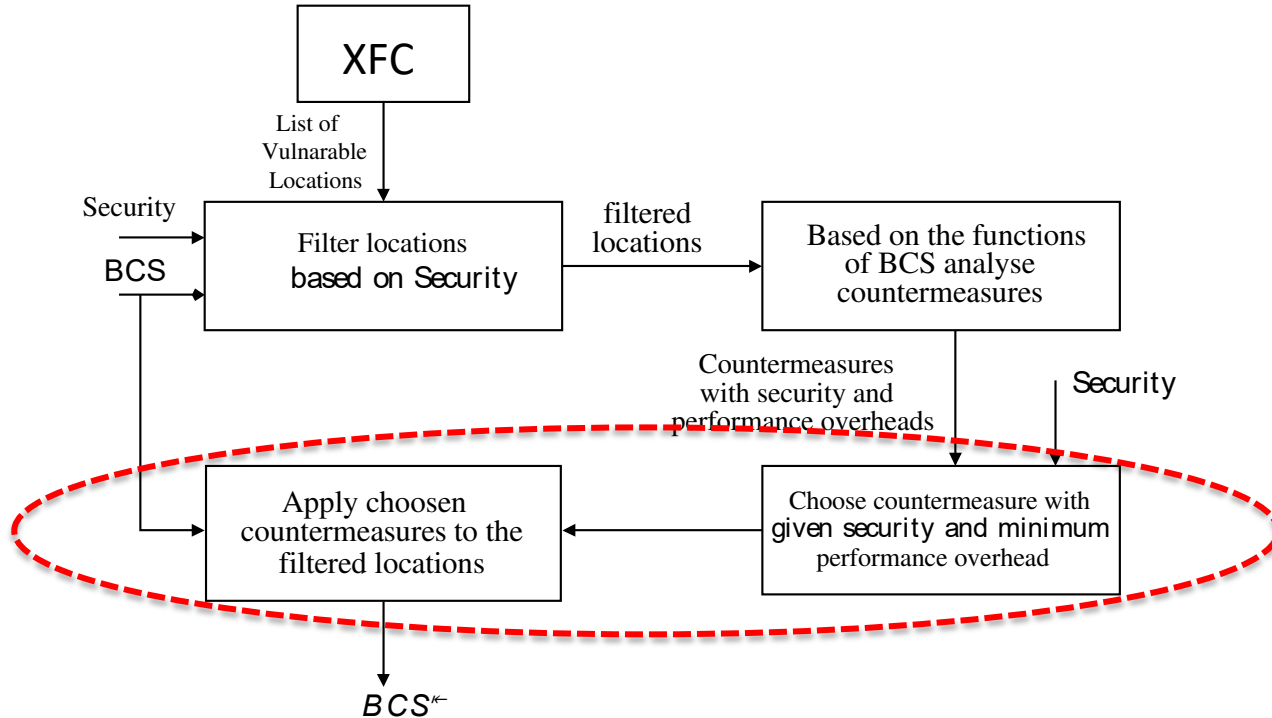 XFC
List of
Vulnarable
Locations
Security
BCS
Filter locations
based on Security
filtered
locations
Based on the functions
of BCS analyse
countermeasures
Countermeasures
with security and
performance overheads
Security
Apply choosen
countermeasures to the
filtered locations
Choose countermeasure with
given security and minimum
performance overhead
BCS